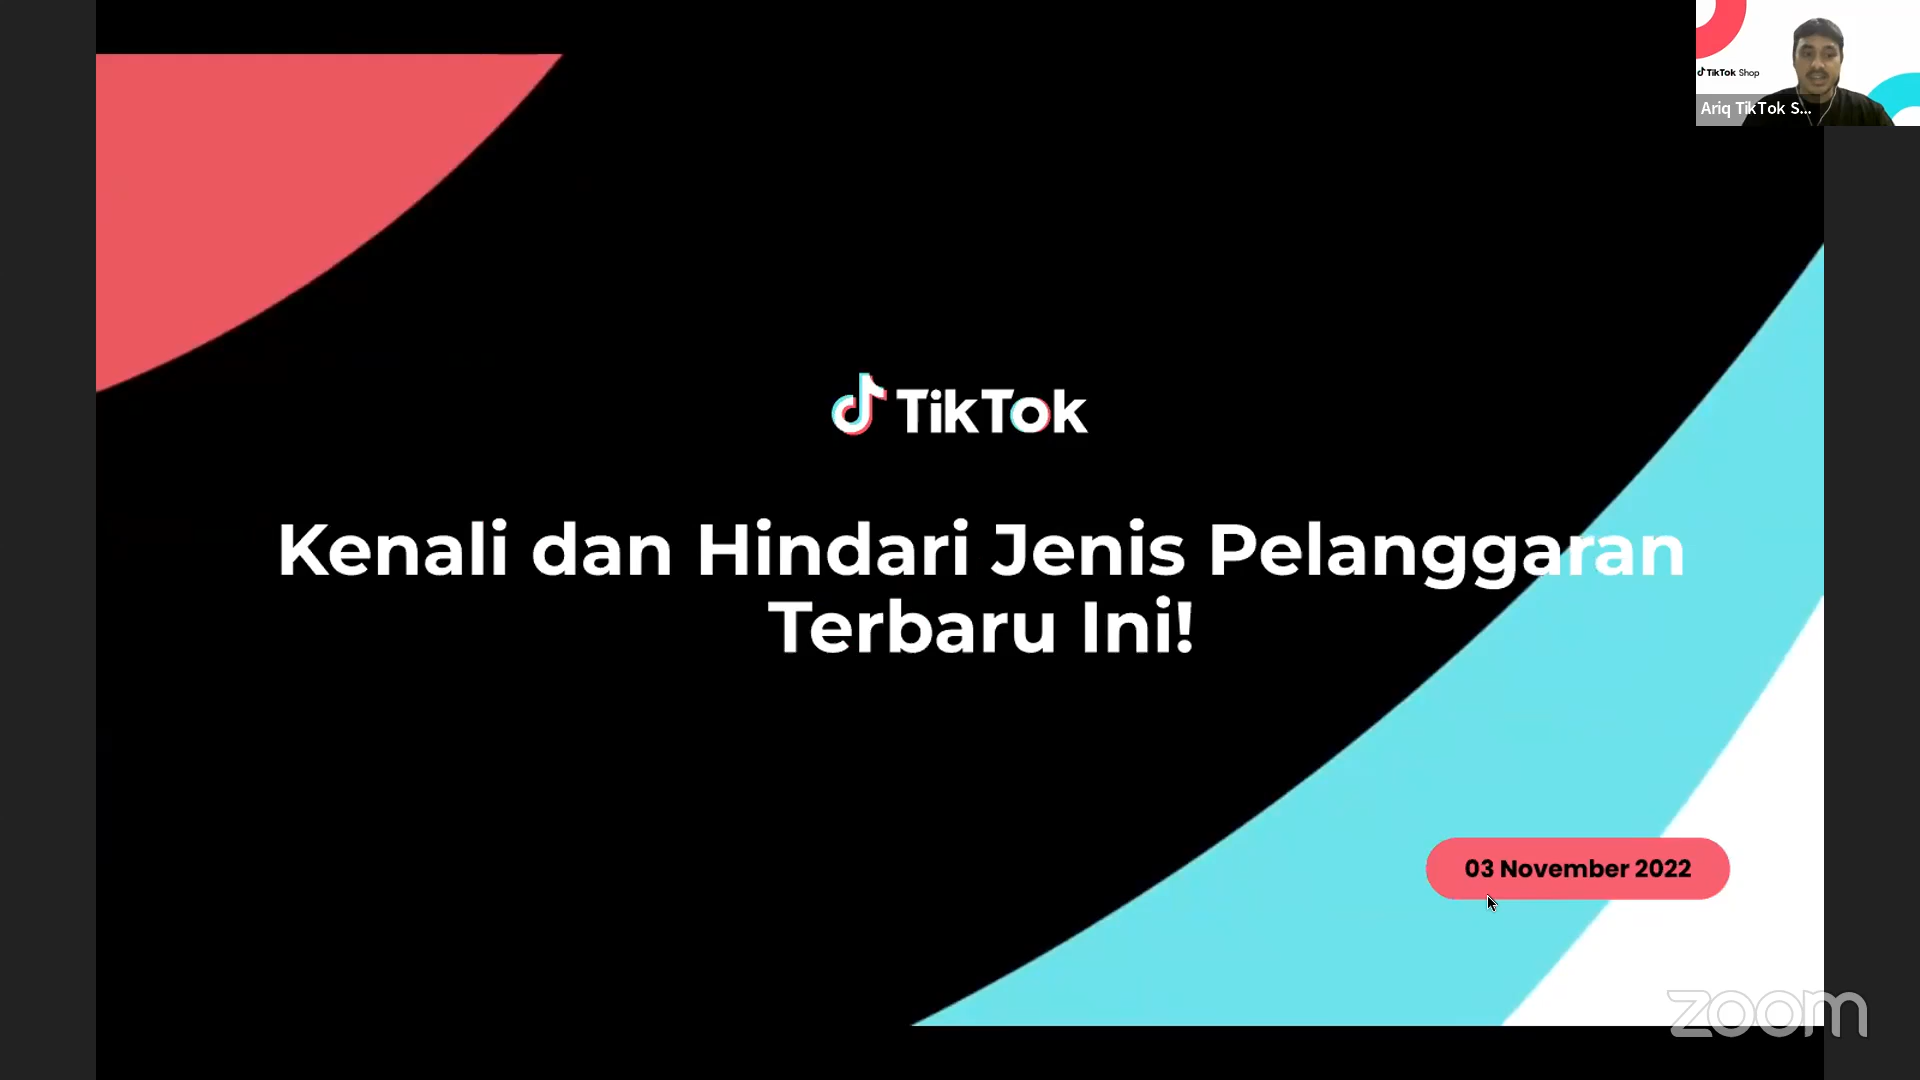 TikTok Shop
Ariq TikTok S...
TikTok
Kenali dan Hindari Jenis Pelanggaran
Terbaru Ini!
03 November 2022
zoom